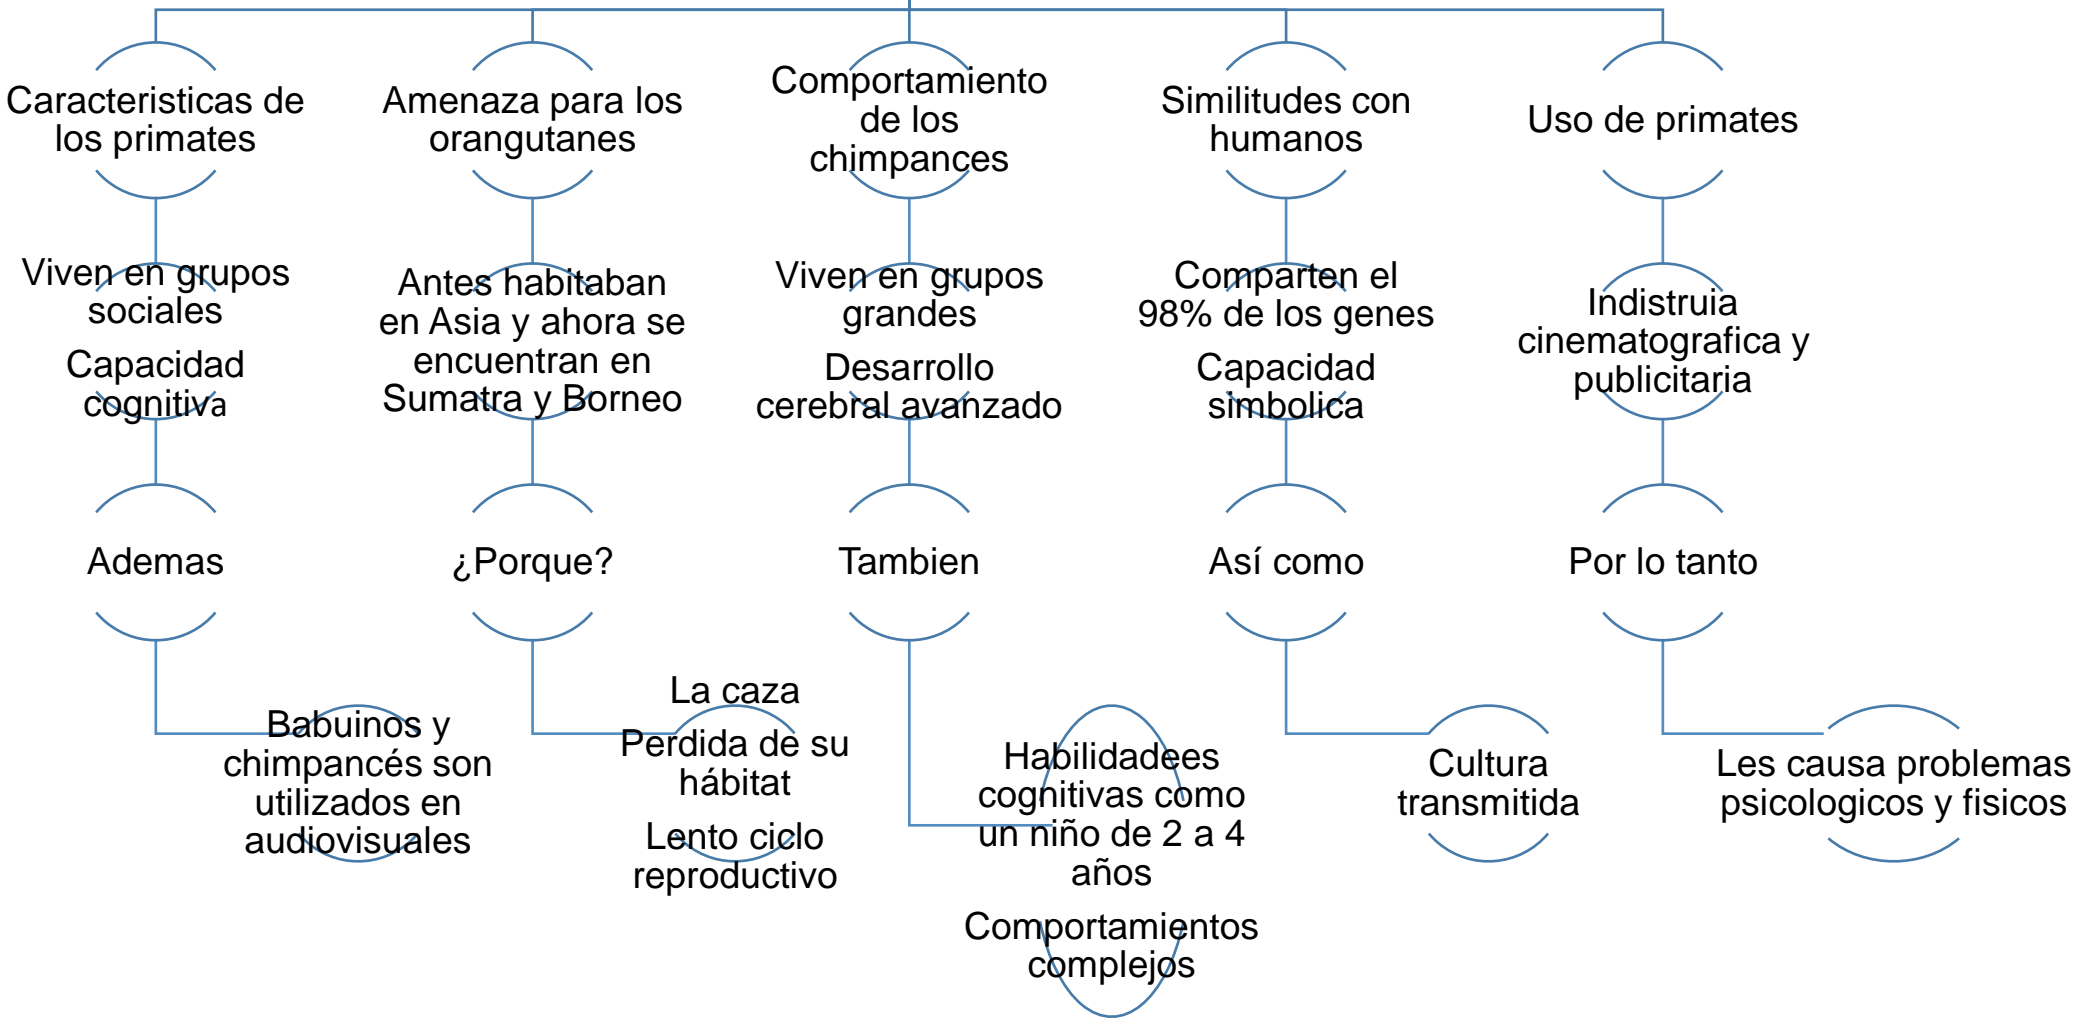 Caracteristicas de
los primates
Amenaza para los
orangutanes
Comportamiento
de los
chimpances
Similitudes con
humanos
Uso de primates
Viven en grupos
sociales
Capacidad
cognitiva
Antes habitaban
en Asia y ahora se
encuentran en
Sumatra y Borneo
Viven en grupos
grandes
Desarrollo
cerebral avanzado
Comparten el
98% de los genes
Capacidad
simbolica
Indistruia
cinematografica y
publicitaria
Ademas
¿Porque?
Tambien
Así como
Por lo tanto
Babuinos y
chimpancés son
utilizados en
audiovisuales
La caza
Perdida de su
hábitat
Lento ciclo
reproductivo
Habilidadees
cognitivas como
un niño de 2 a 4
años
Comportamientos
complejos
Cultura
transmitida
Les causa problemas
psicologicos y fisicos